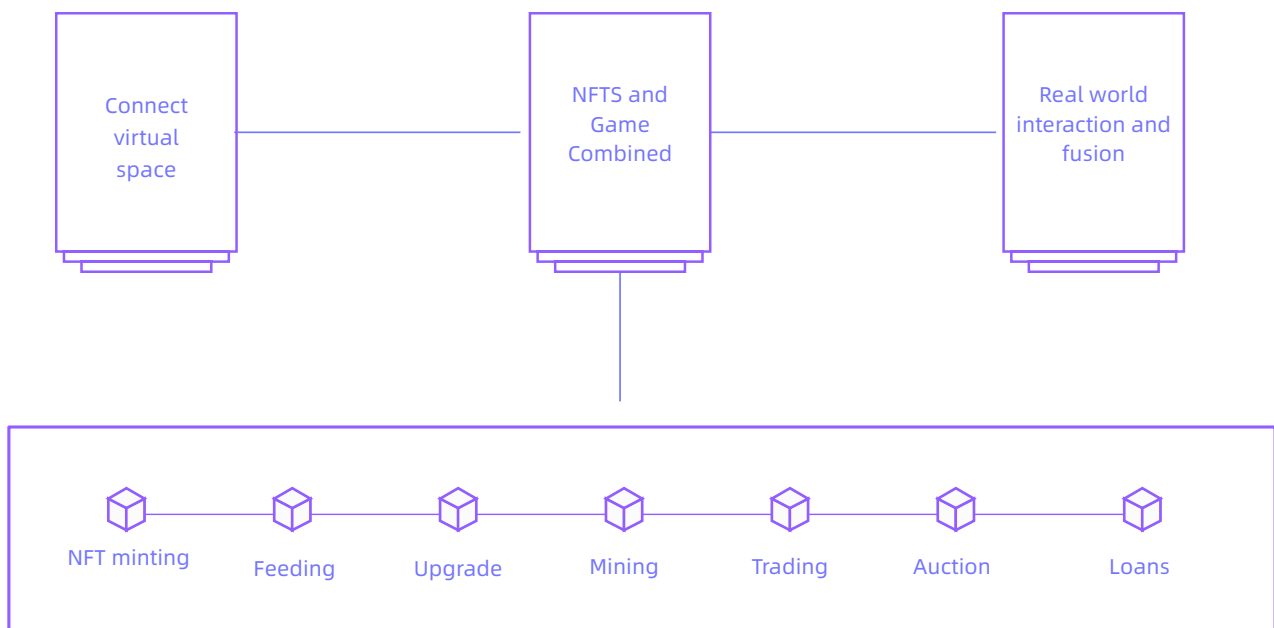 Connect
virtual
space
NFTS and
Game
Combined
Real world
interaction and
fusion
NFT minting
Feeding
Upgrade
Mining
Trading
Auction
Loans